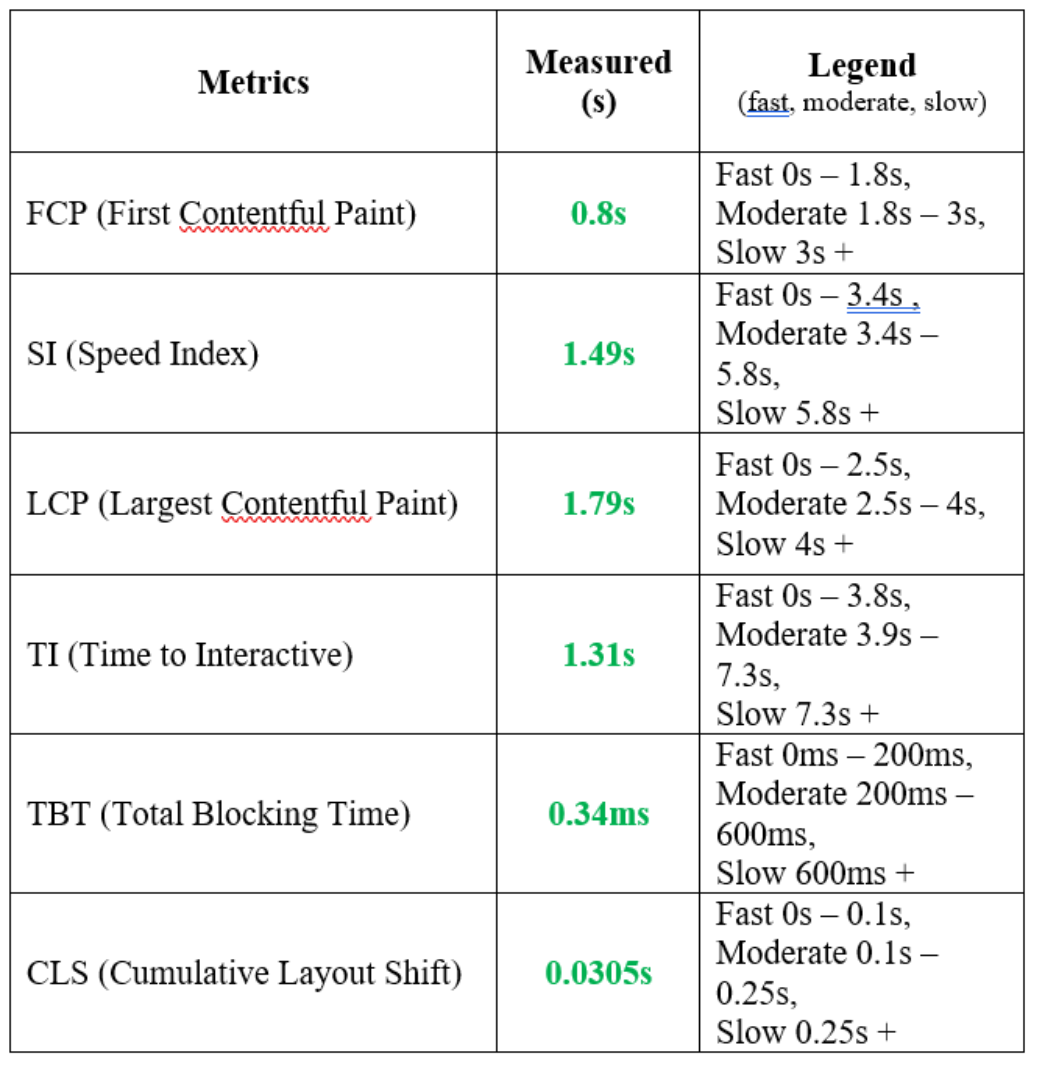 Metrics
Measured
(s)
Legend
(fast, moderate, slow)
FCP (First Contentful Paint)
0.8s
Fast 0s – 1.8s,
Moderate 1.8s – 3s,
Slow 3s +
SI (Speed Index)
1.49s
Fast 0s – 3.4s ,
Moderate 3.4s –
5.8s,
Slow 5.8s +
LCP (Largest Contentful Paint)
1.79s
Fast 0s – 2.5s,
Moderate 2.5s – 4s,
Slow 4s +
TI (Time to Interactive)
1.31s
Fast 0s – 3.8s,
Moderate 3.9s –
7.3s,
Slow 7.3s +
TBT (Total Blocking Time)
0.34ms
Fast 0ms – 200ms,
Moderate 200ms –
600ms,
Slow 600ms +
CLS (Cumulative Layout Shift)
0.0305s
Fast 0s – 0.1s,
Moderate 0.1s –
0.25s,
Slow 0.25s +